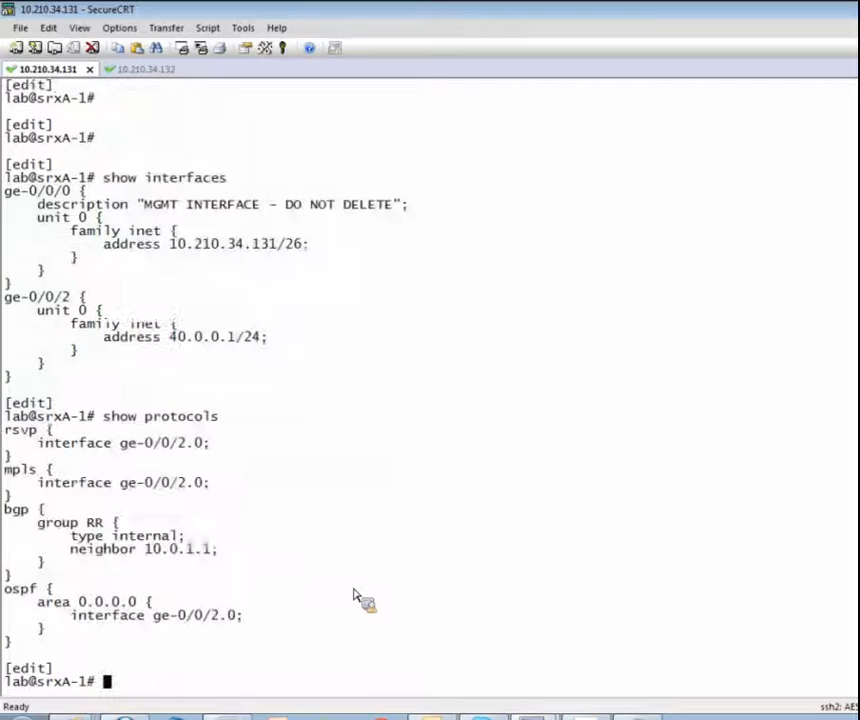 10.210.34.131 - SecureCRT
File Edit View Options Transfer Script Tools Help
10.210.34.131 x 10.210.34.132
[edit]
lab@srxA-1#
[edit]
lab@srxA-1#
[edit]
lab@srxA-1# show interfaces
ge-0/0/0 {
    description "MGMT INTERFACE - DO NOT DELETE";
    unit 0 {
        family inet {
            address 10.210.34.131/26;
        }
    }
}
ge-0/0/2 {
    unit 0 {
        family inet {
            address 40.0.0.1/24;
        }
    }
}
[edit]
lab@srxA-1# show protocols
rsvp {
    interface ge-0/0/2.0;
}
mpls {
    interface ge-0/0/2.0;
}
bgp {
    group RR {
        type internal;
        neighbor 10.0.1.1;
    }
}
ospf {
    area 0.0.0.0 {
        interface ge-0/0/2.0;
    }
}
[edit]
lab@srxA-1#
Ready ssh2: AES